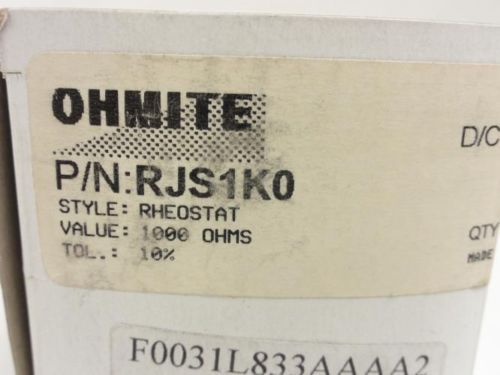 OHMITE
P/N:RJS1K0
D/C
STYLE: RHEOSTAT
VALUE: 1000 OHMS
QTY
TOL.: 10%
MADE
F0031L833AAAA2